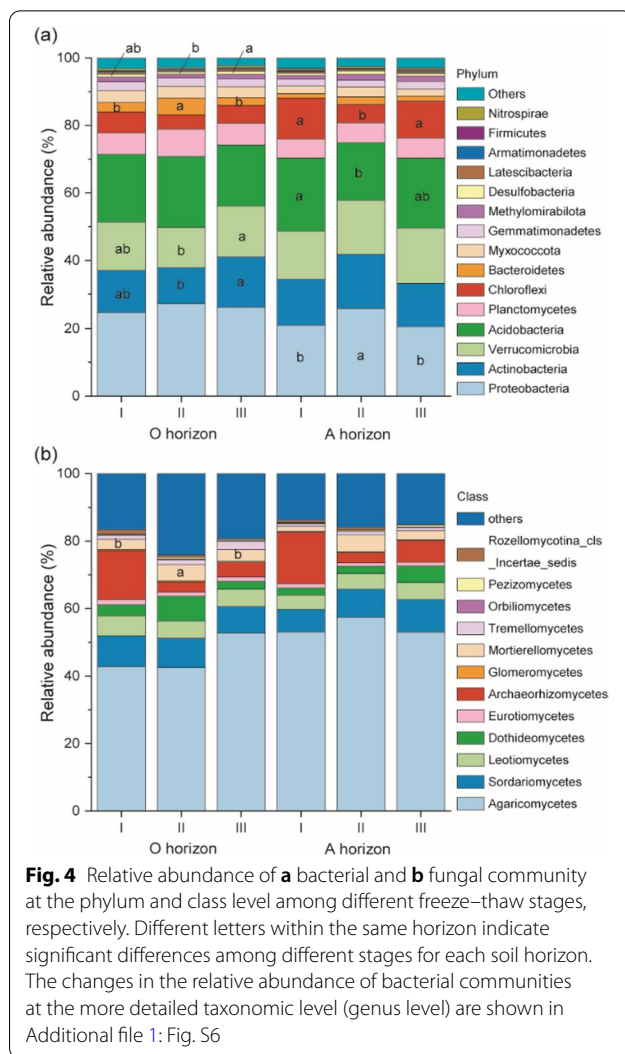 (a)
100
80
60
40
20
0
Relative abundance (%)
ab
b
a
b
a
b
a
b
a
a
b
ab
ab
b
a
ab
b
a
b
a
b
I
II
III
I
II
III
O horizon
A horizon
Phylum
Others
Nitrospirae
Firmicutes
Armatimonadetes
Latescibacteria
Desulfobacteria
Methylomirabilota
Gemmatimonadetes
Myxococcota
Bacteroidetes
Chloroflexi
Planctomycetes
Acidobacteria
Verrucomicrobia
Actinobacteria
Proteobacteria
(b)
100
80
60
40
20
0
Relative abundance (%)
b
a
b
I
II
III
I
II
III
O horizon
A horizon
Class
others
Rozellomycotina_cls
_Incertae_sedis
Pezizomycetes
Orbiliomycetes
Tremellomycetes
Mortierellomycetes
Glomeromycetes
Archaeorhizomycetes
Eurotiomycetes
Dothideomycetes
Leotiomycetes
Sordariomycetes
Agaricomycetes
Fig. 4 Relative abundance of a bacterial and b fungal community
at the phylum and class level among different freeze–thaw stages,
respectively. Different letters within the same horizon indicate
significant differences among different stages for each soil horizon.
The changes in the relative abundance of bacterial communities
at the more detailed taxonomic level (genus level) are shown in
Additional file 1: Fig. S6